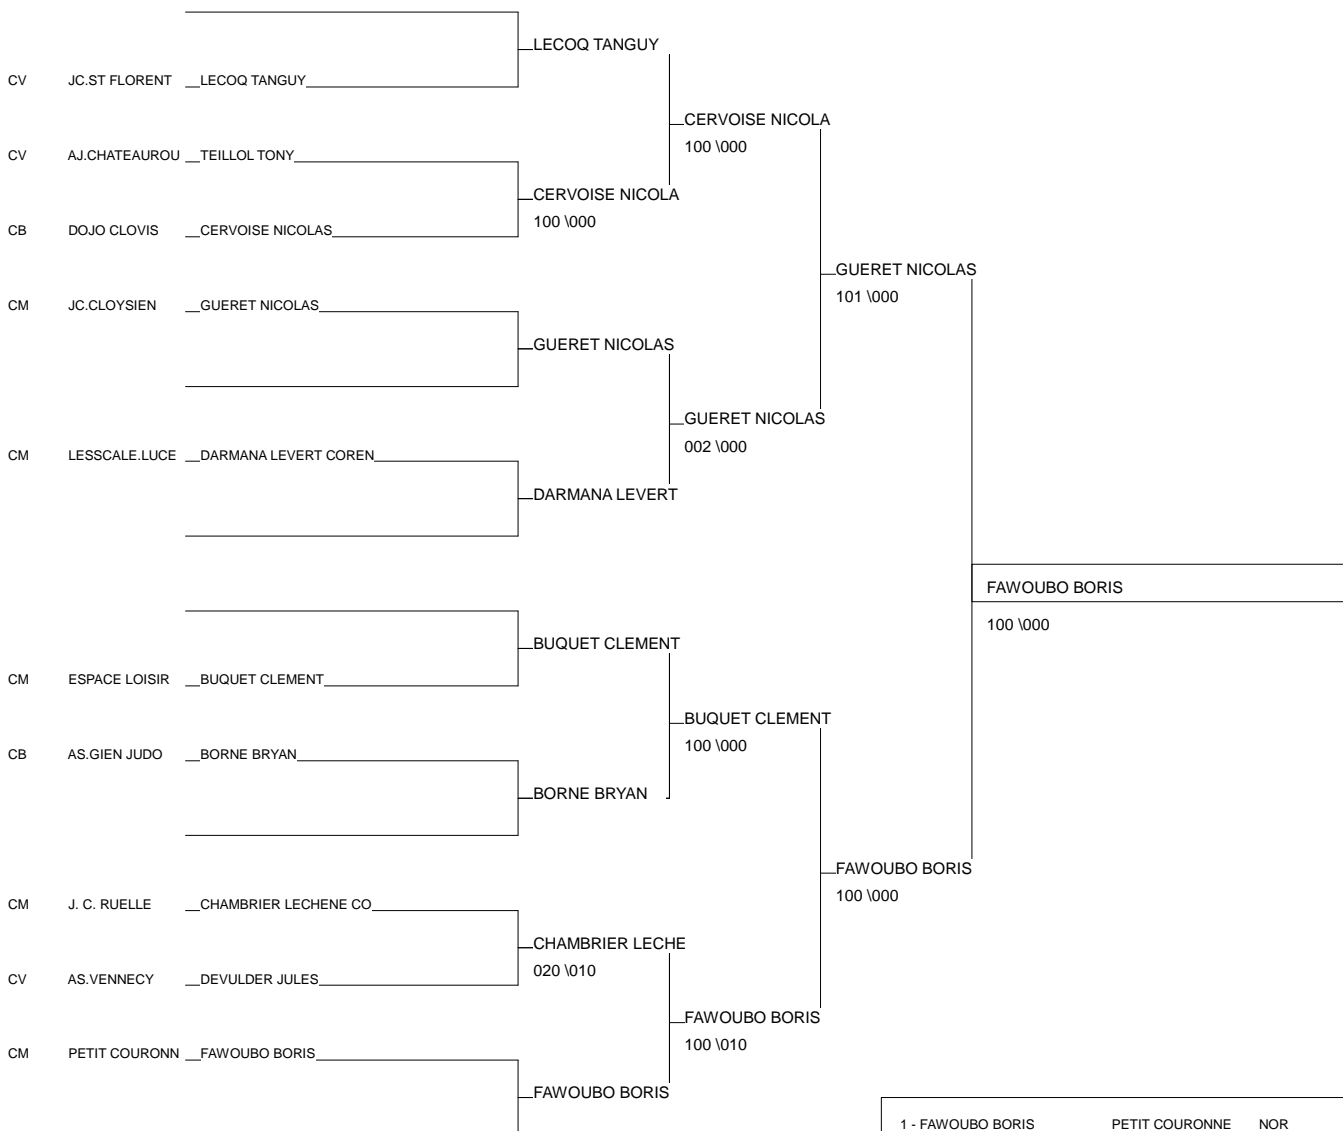 LECOQ TANGUY
CV JC.ST FLORENT LECOQ TANGUY
CERVOISE NICOLA
100 \000
CV AJ.CHATEAUROU TEILLOL TONY
CERVOISE NICOLA
100 \000
CB DOJO CLOVIS CERVOISE NICOLAS
GUERET NICOLAS
101 \000
CM JC.CLOYSIEN GUERET NICOLAS
GUERET NICOLAS
GUERET NICOLAS
002 \000
CM LESSCALE.LUCE DARMANA LEVERT COREN
DARMANA LEVERT
FAWOUBO BORIS
100 \000
BUQUET CLEMENT
CM ESPACE LOISIR BUQUET CLEMENT
BUQUET CLEMENT
100 \000
CB AS.GIEN JUDO BORNE BRYAN
BORNE BRYAN
FAWOUBO BORIS
100 \000
CM J. C. RUELLE CHAMBRIER LECHENE CO
CHAMBRIER LECHE
020 \010
CV AS.VENNECY DEVULDER JULES
FAWOUBO BORIS
100 \010
CM PETIT COURONN FAWOUBO BORIS
FAWOUBO BORIS
1 - FAWOUBO BORIS PETIT COURONNE NOR